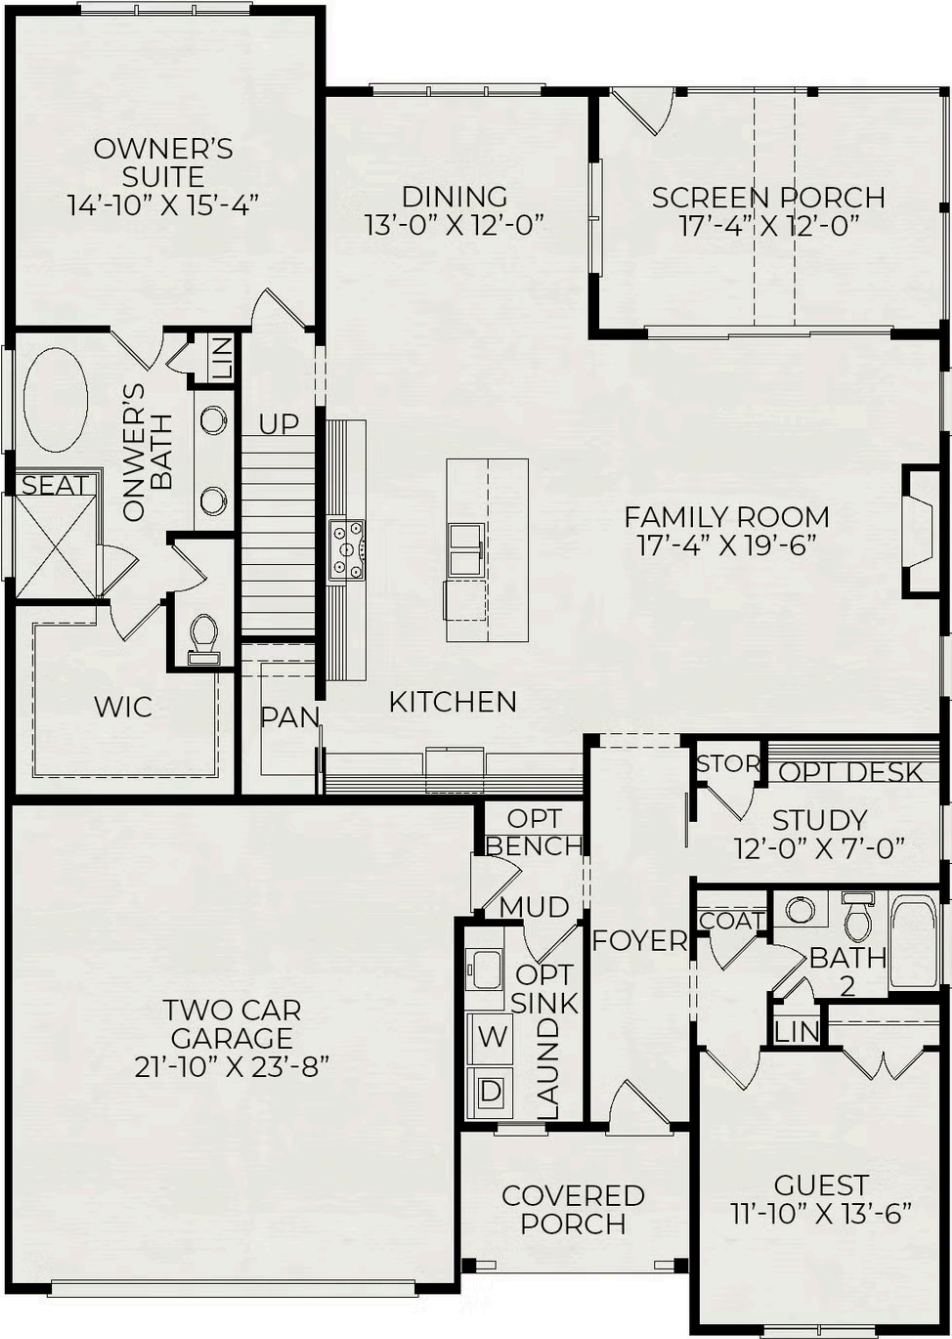 OWNER'S
SUITE
14'-10” X 15'-4”
DINING
13'-0” X 12'-0”
SCREEN PORCH
17'-4” X 12'-0”
LIN
UP
ONWER'S
BATH
SEAT
FAMILY ROOM
17'-4” X 19'-6”
WIC
PAN
KITCHEN
STOR
OPT DESK
STUDY
12'-0” X 7'-0”
OPT
BENCH
MUD
FOYER
COAT
BATH
2
OPT
SINK
LIN
W
D
LAUND
TWO CAR
GARAGE
21'-10” X 23'-8”
COVERED
PORCH
GUEST
11'-10” X 13'-6”